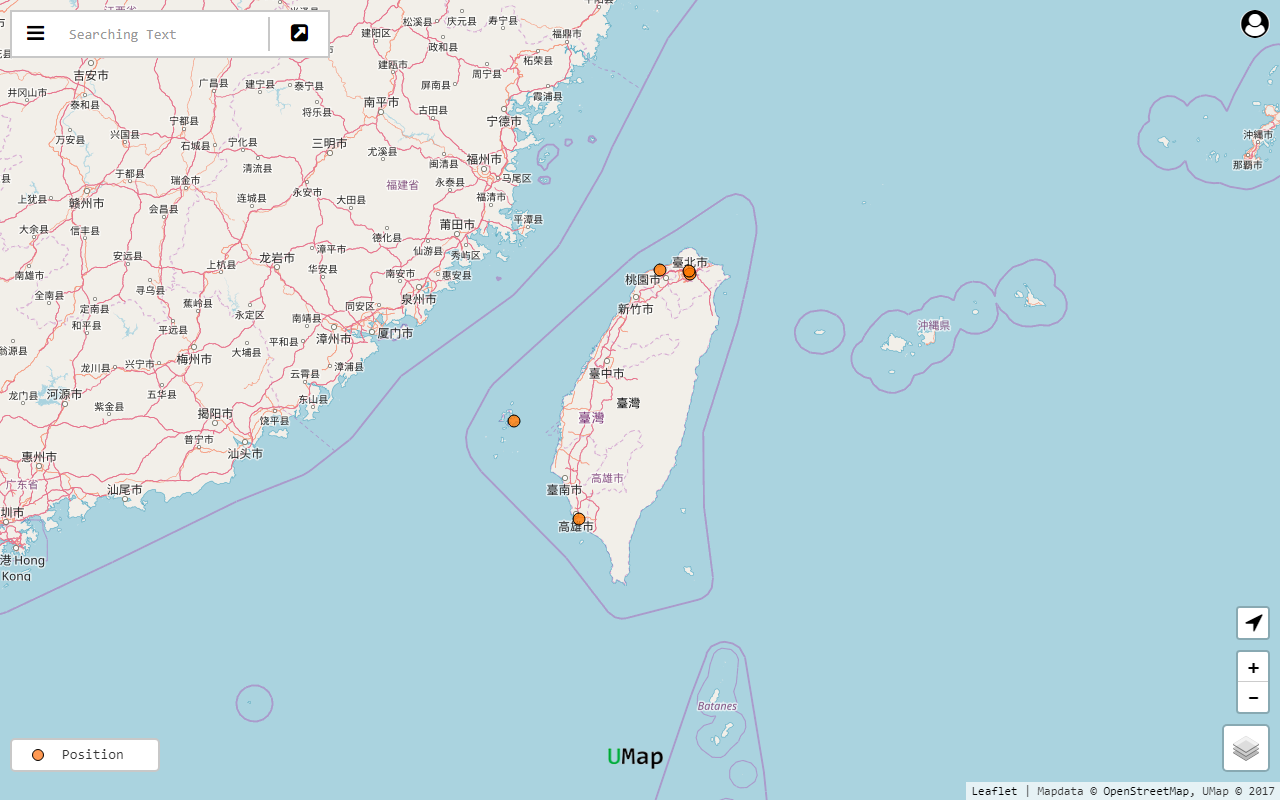 Searching Text
江西省
松溪县
庆元县
寿宁县
建阳区
政和县
福鼎市
柘荣县
吉安市
广昌县
建宁县
泰宁县
建瓯市
周宁县
屏南县
井冈山市
泰和县
将乐县
南平市
古田县
霞浦县
宁都县
宁德市
万安县
兴国县
石城县
宁化县
三明市
尤溪县
福州市
闽清县
沖縄市
那覇市
于都县
瑞金市
清流县
福建省
永泰县
马尾区
上犹县
赣州市
会昌县
连城县
永安市
大田县
福清市
平潭县
大余县
信丰县
德化县
莆田市
安远县
上杭县
龙岩市
漳平市
仙游县
秀屿区
南雄市
寻乌县
华安县
南安市
惠安县
臺北市
桃園市
全南县
定南县
蕉岭县
永定区
同安区
泉州市
新竹市
和平县
平远县
南靖县
漳州市
厦门市
沖縄県
翁源县
梅州市
大埔县
平和县
龙川县
兴宁市
云霄县
漳浦县
臺中市
龙门县
河源市
五华县
东山县
臺灣
紫金县
揭阳市
饶平县
臺灣
普宁市
惠州市
汕头市
广东省
汕尾市
高雄市
臺南市
圳市
高雄市
港 Hong
Kong
Batanes
+
−
Position
UMap
Leaflet | Mapdata © OpenStreetMap, UMap © 2017